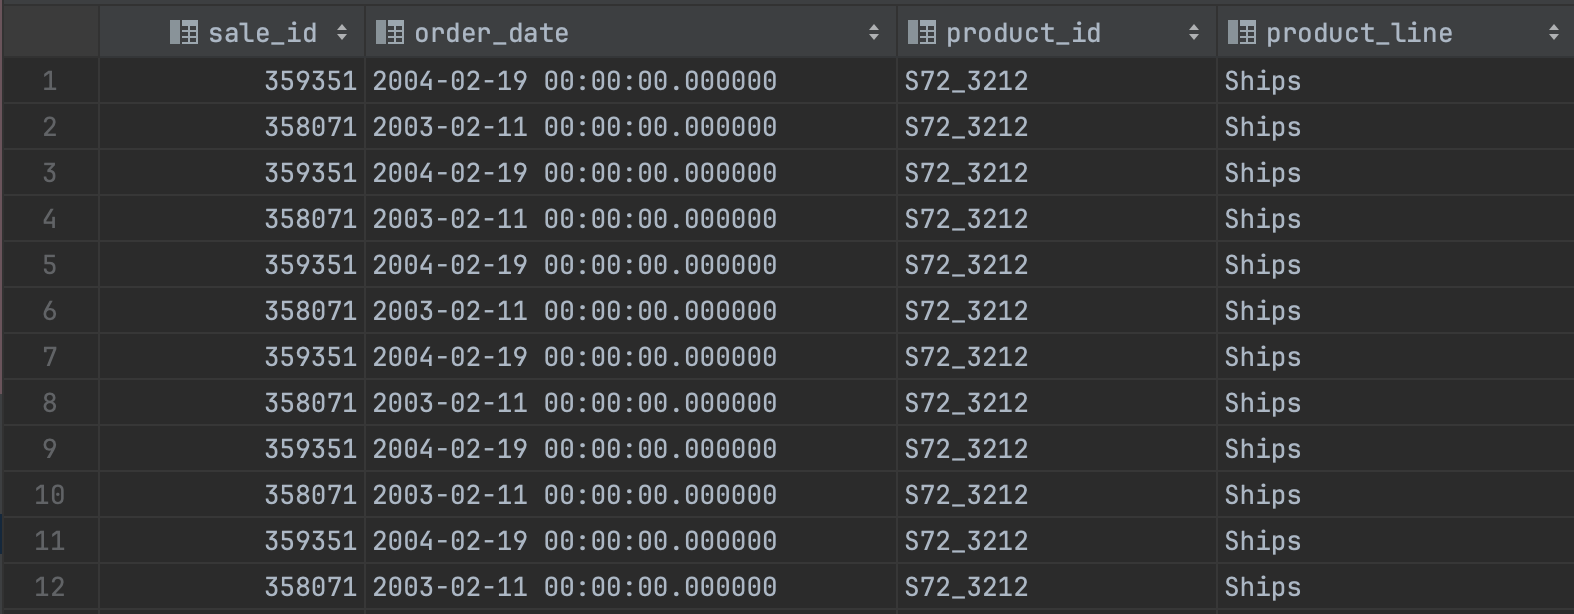 sale_id order_date product_id product_line
1 359351 2004-02-19 00:00:00.000000 S72_3212 Ships
2 358071 2003-02-11 00:00:00.000000 S72_3212 Ships
3 359351 2004-02-19 00:00:00.000000 S72_3212 Ships
4 358071 2003-02-11 00:00:00.000000 S72_3212 Ships
5 359351 2004-02-19 00:00:00.000000 S72_3212 Ships
6 358071 2003-02-11 00:00:00.000000 S72_3212 Ships
7 359351 2004-02-19 00:00:00.000000 S72_3212 Ships
8 358071 2003-02-11 00:00:00.000000 S72_3212 Ships
9 359351 2004-02-19 00:00:00.000000 S72_3212 Ships
10 358071 2003-02-11 00:00:00.000000 S72_3212 Ships
11 359351 2004-02-19 00:00:00.000000 S72_3212 Ships
12 358071 2003-02-11 00:00:00.000000 S72_3212 Ships